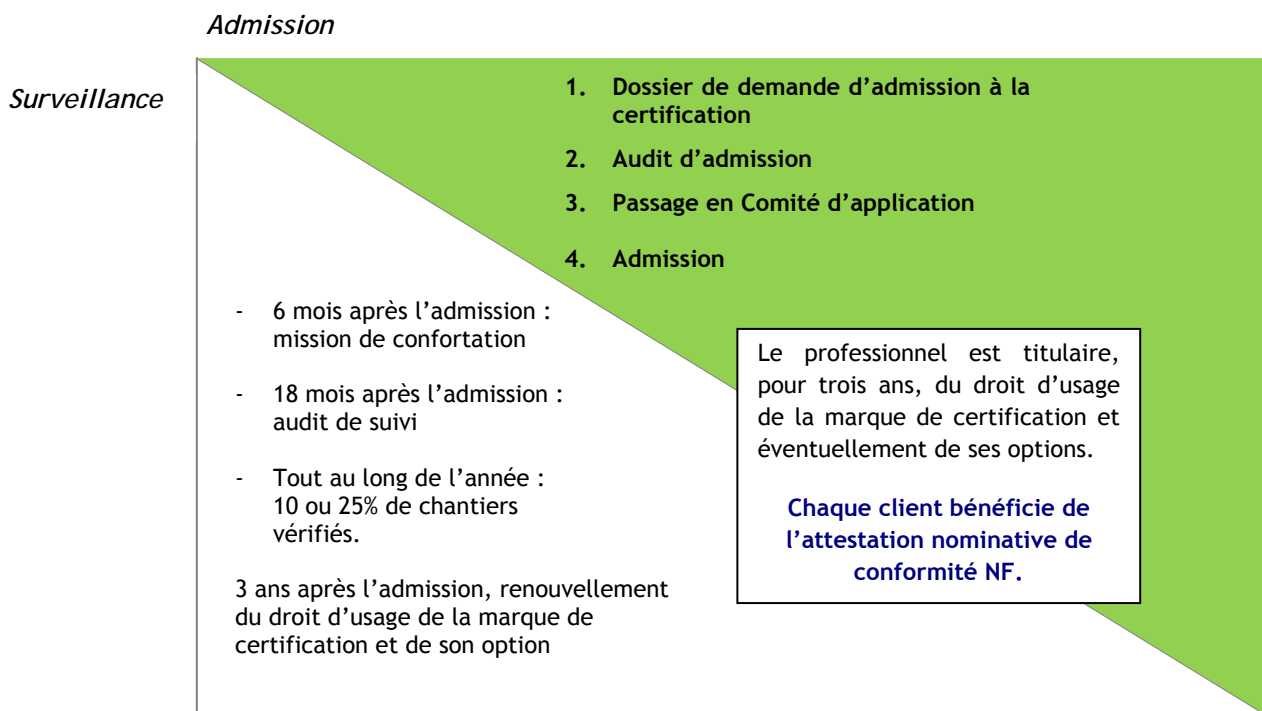 Admission
Surveillance
1. Dossier de demande d’admission à la
certification
2. Audit d’admission
3. Passage en Comité d’application
4. Admission
- 6 mois après l’admission :
mission de confortation
- 18 mois après l’admission :
audit de suivi
- Tout au long de l’année :
10 ou 25% de chantiers
vérifiés.
3 ans après l’admission, renouvellement
du droit d’usage de la marque de
certification et de son option
Le professionnel est titulaire,
pour trois ans, du droit d’usage
de la marque de certification et
éventuellement de ses options.
Chaque client bénéficie de
l’attestation nominative de
conformité NF.